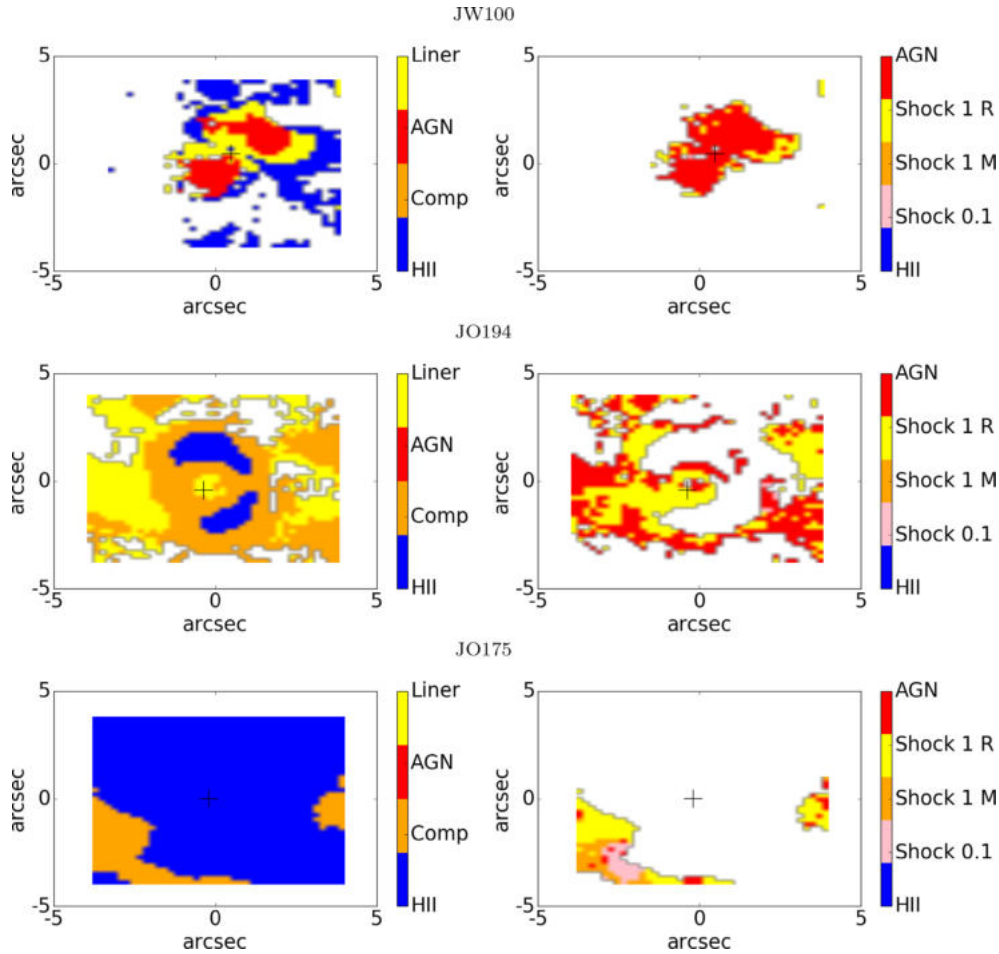 JW100
5
0
-5
-5
0
5
arcsec
arcsec
Liner
AGN
Comp
HII
5
0
-5
-5
0
5
arcsec
arcsec
AGN
Shock 1 R
Shock 1 M
Shock 0.1
HII
JO194
5
0
-5
-5
0
5
arcsec
arcsec
Liner
AGN
Comp
HII
5
0
-5
-5
0
5
arcsec
arcsec
AGN
Shock 1 R
Shock 1 M
Shock 0.1
HII
JO175
5
0
-5
-5
0
5
arcsec
arcsec
Liner
AGN
Comp
HII
5
0
-5
-5
0
5
arcsec
arcsec
AGN
Shock 1 R
Shock 1 M
Shock 0.1
HII